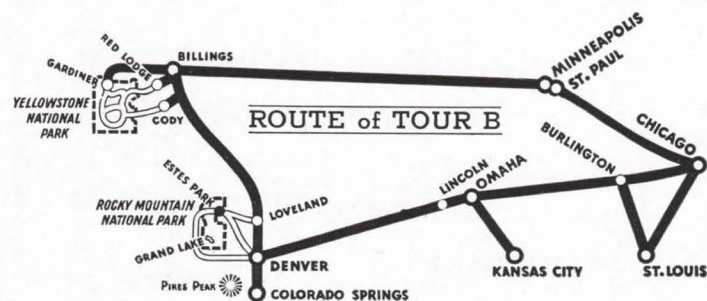 RED LODGE
BILLINGS
GARDINER
MINNEAPOLIS
ST. PAUL
YELLOWSTONE
NATIONAL
PARK
CODY
ROUTE of TOUR B
CHICAGO
BURLINGTON
ESTES PARK
LINCOLN
OMAHA
ROCKY MOUNTAIN
NATIONAL PARK
LOVELAND
GRAND LAKE
DENVER
KANSAS CITY
ST. LOUIS
PIKES PEAK
COLORADO SPRINGS